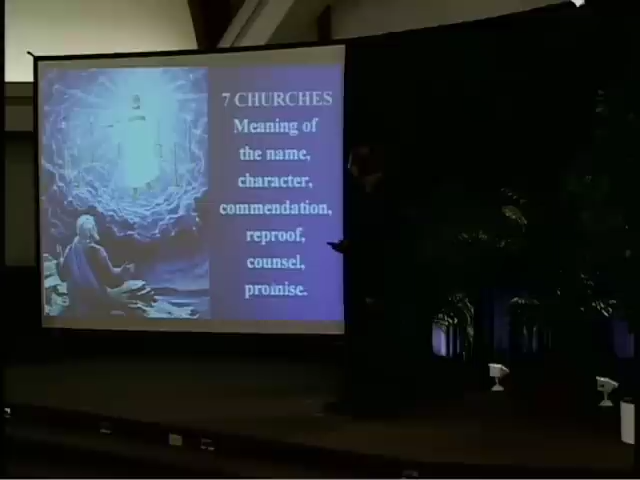 7 CHURCHES
Meaning of
the name,
character,
commendation,
reproof,
counsel,
promise.